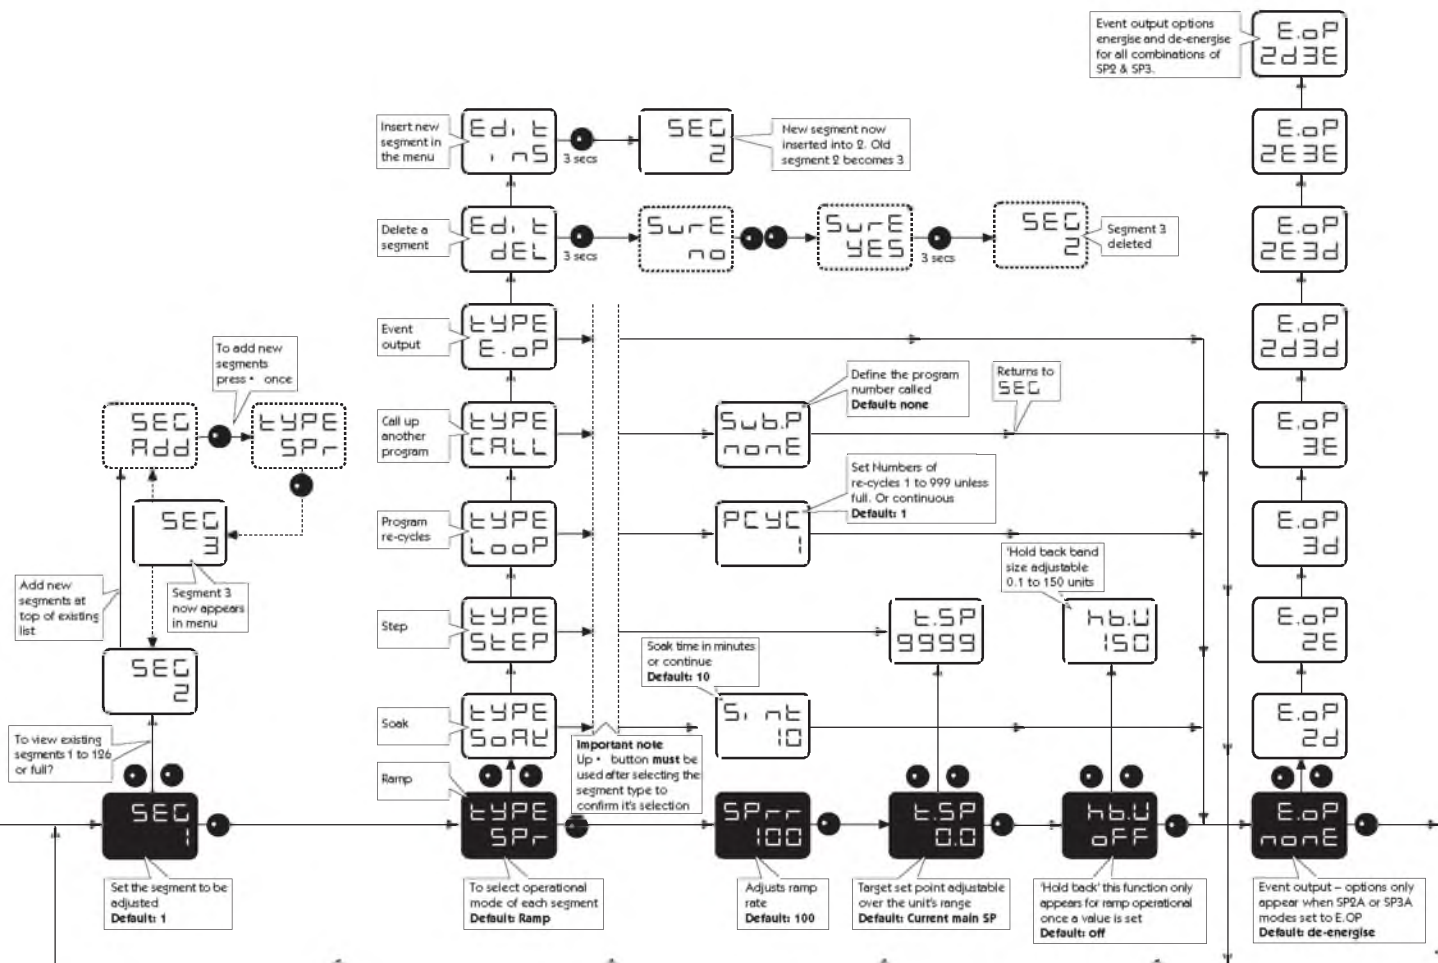 Event output options
energise and de-energise
for all combinations of
SP2 & SP3.
E.oP
2d3E
Insert new
segment in
the menu
Edit
inS
3 secs
SEG
2
New segment now
inserted into 2. Old
segment 2 becomes 3
E.oP
2E3E
Delete a
segment
Edit
dEL
3 secs
SurE
no
SurE
YES
3 secs
SEG
2
Segment 3
deleted
E.oP
2E3d
Event
output
tYPE
E.oP
E.oP
2d3d
To add new
segments
press • once
SEG
Add
tYPE
SPr
Call up
another
program
tYPE
CALL
Sub.P
nonE
Define the program
number called
Default: none
Returns to
SEG
E.oP
3E
SEG
3
Segment 3
now appears
in menu
Program
re-cycles
tYPE
LooP
PCYC
1
Set Numbers of
re-cycles 1 to 999 unless
full. Or continuous
Default: 1
E.oP
3d
Add new
segments at
top of existing
list
Step
tYPE
StEP
t.SP
9999
'Hold back band
size adjustable
0.1 to 150 units
hb.U
150
E.oP
2E
SEG
2
Soak
tYPE
SoAK
Soak time in minutes
or continue
Default: 10
Si nt
10
E.oP
2d
To view existing
segments 1 to 126
or full?
Ramp
Important note
Up • button must be
used after selecting the
segment type to
confirm it's selection
SEG
1
tYPE
SPr
SPrr
100
t.SP
0.0
hb.U
oFF
E.oP
nonE
Set the segment to be
adjusted
Default: 1
To select operational
mode of each segment
Default: Ramp
Adjusts ramp
rate
Default: 100
Target set point adjustable
over the unit's range
Default: Current main SP
'Hold back' this function only
appears for ramp operational
once a value is set
Default: off
Event output – options only
appear when SP2A or SP3A
modes set to E.OP
Default: de-energise